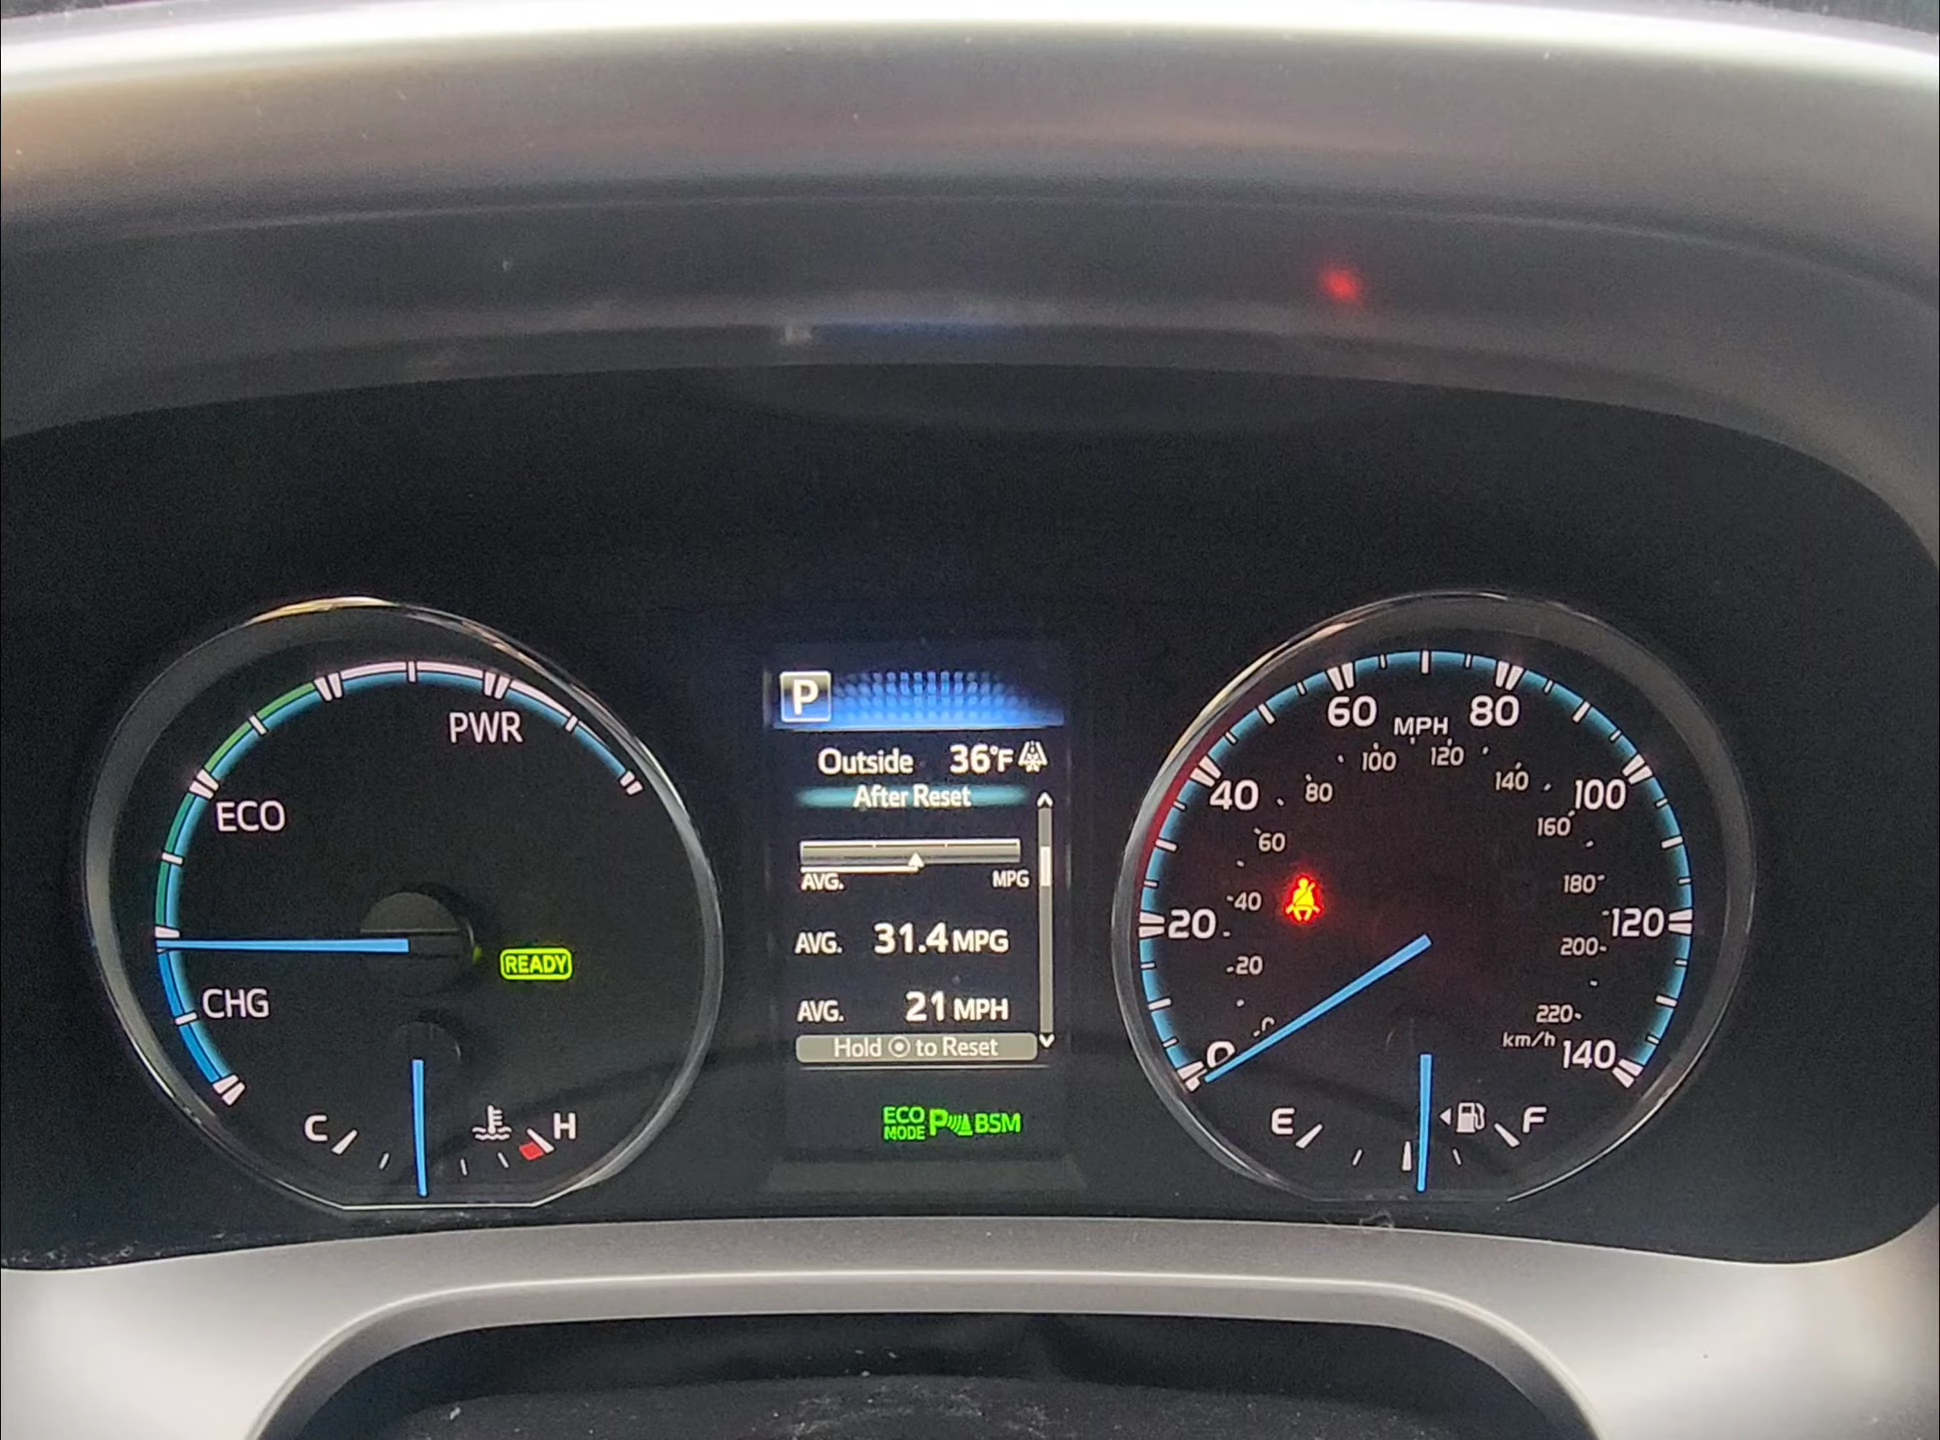 PWR
ECO
CHG
READY
C
H
P
Outside 36°F
After Reset
AVG. MPG
AVG. 31.4 MPG
AVG. 21 MPH
Hold to Reset
ECO MODE P BSM
0
20
40
60
80
100
120
140
MPH
0
20
40
60
80
100
120
140
160
180
200
220
km/h
E
F